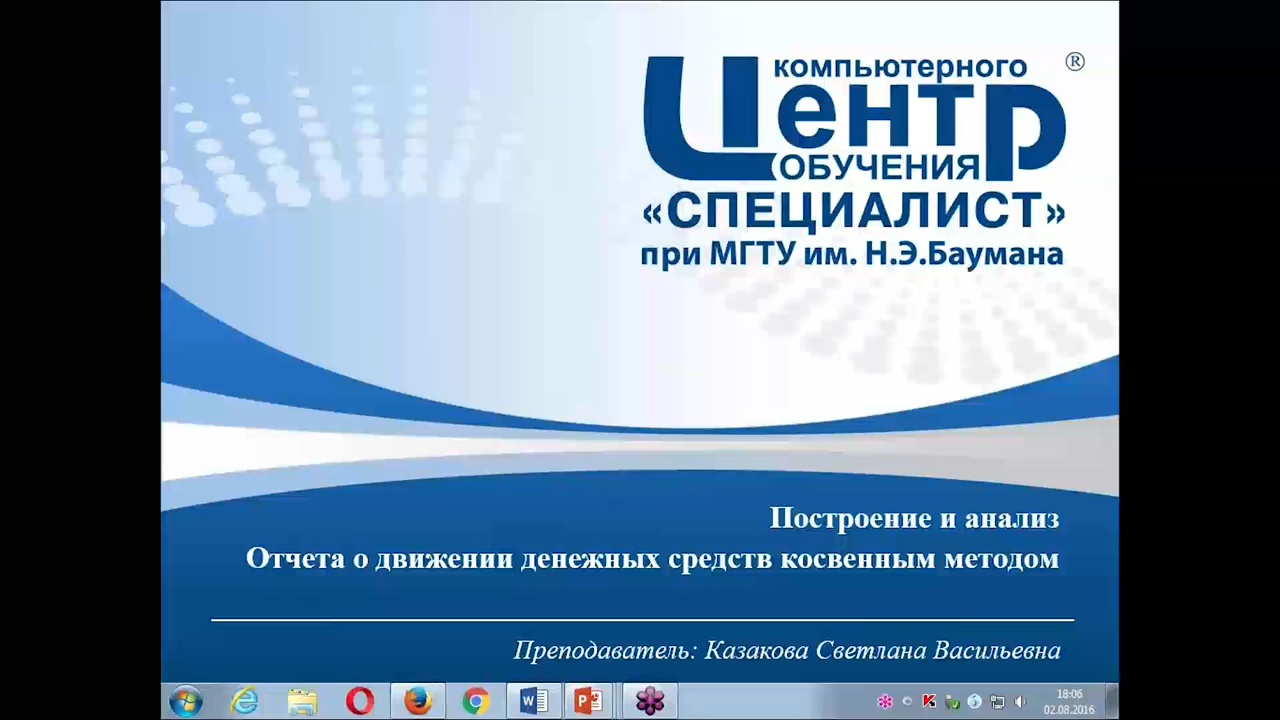 компьютерного
Центр
®
ОБУЧЕНИЯ
«СПЕЦИАЛИСТ»
при МГТУ им. Н.Э.Баумана
Построение и анализ
Отчета о движении денежных средств косвенным методом
Преподаватель: Казакова Светлана Васильевна
18:06
02.08.2016